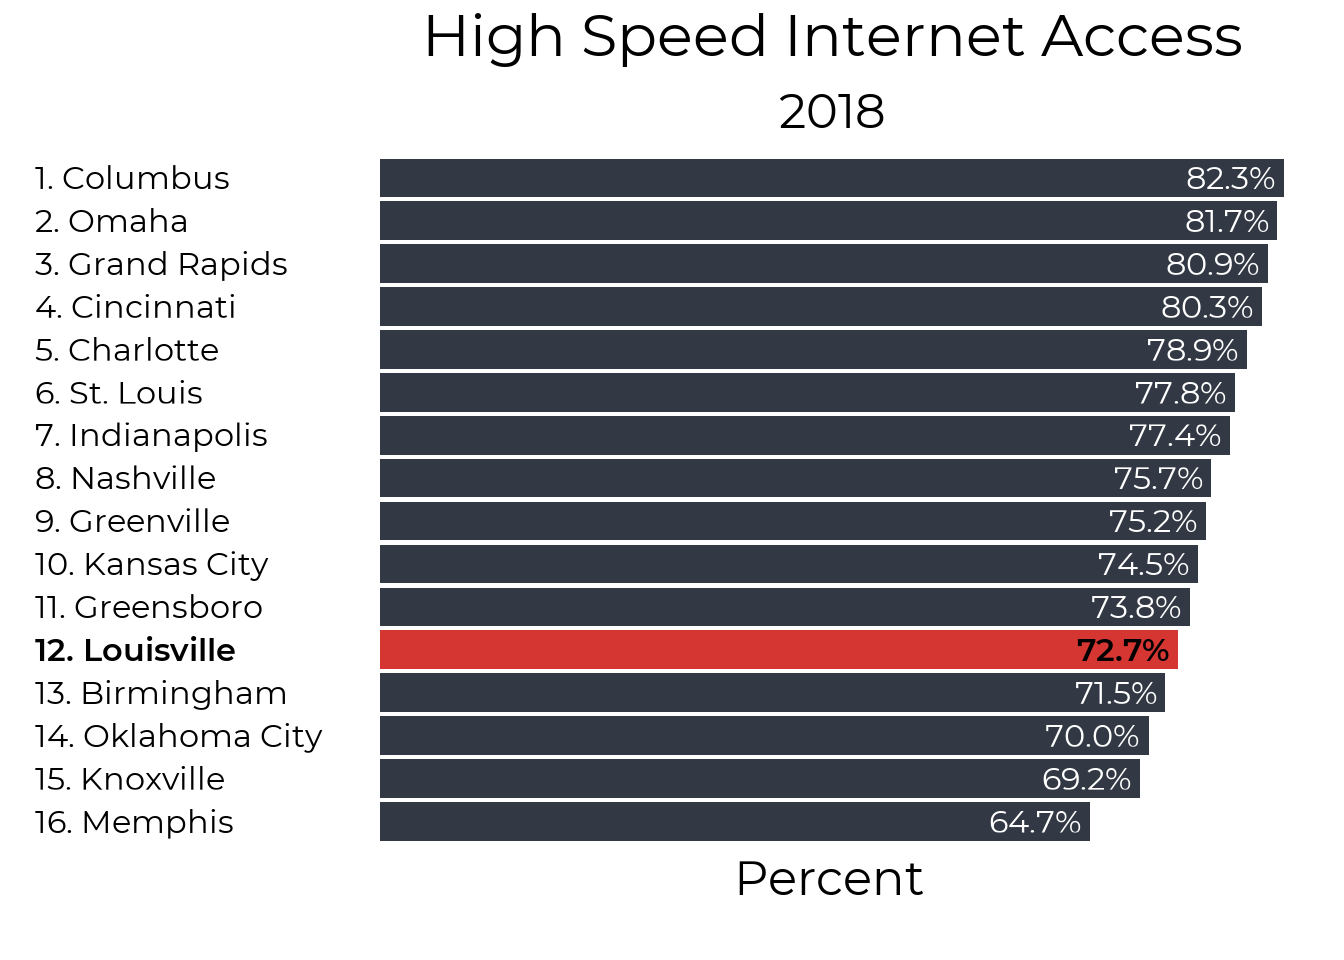 High Speed Internet Access
2018
1. Columbus 82.3%
2. Omaha 81.7%
3. Grand Rapids 80.9%
4. Cincinnati 80.3%
5. Charlotte 78.9%
6. St. Louis 77.8%
7. Indianapolis 77.4%
8. Nashville 75.7%
9. Greenville 75.2%
10. Kansas City 74.5%
11. Greensboro 73.8%
12. Louisville 72.7%
13. Birmingham 71.5%
14. Oklahoma City 70.0%
15. Knoxville 69.2%
16. Memphis 64.7%
Percent